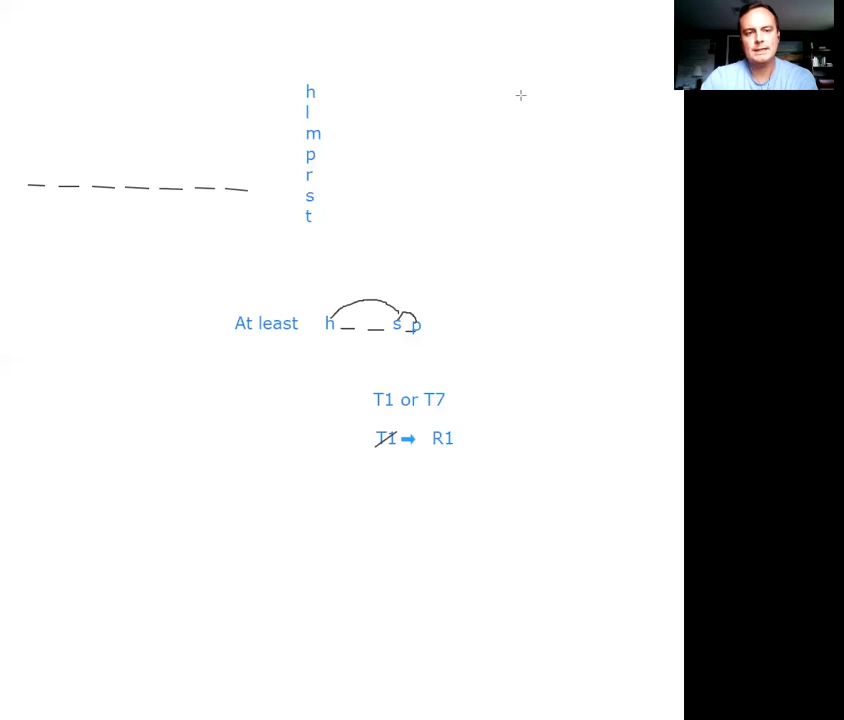 h
l
m
p
r
s
t
At least h _ _ s p
T1 or T7
T1 ➡ R1